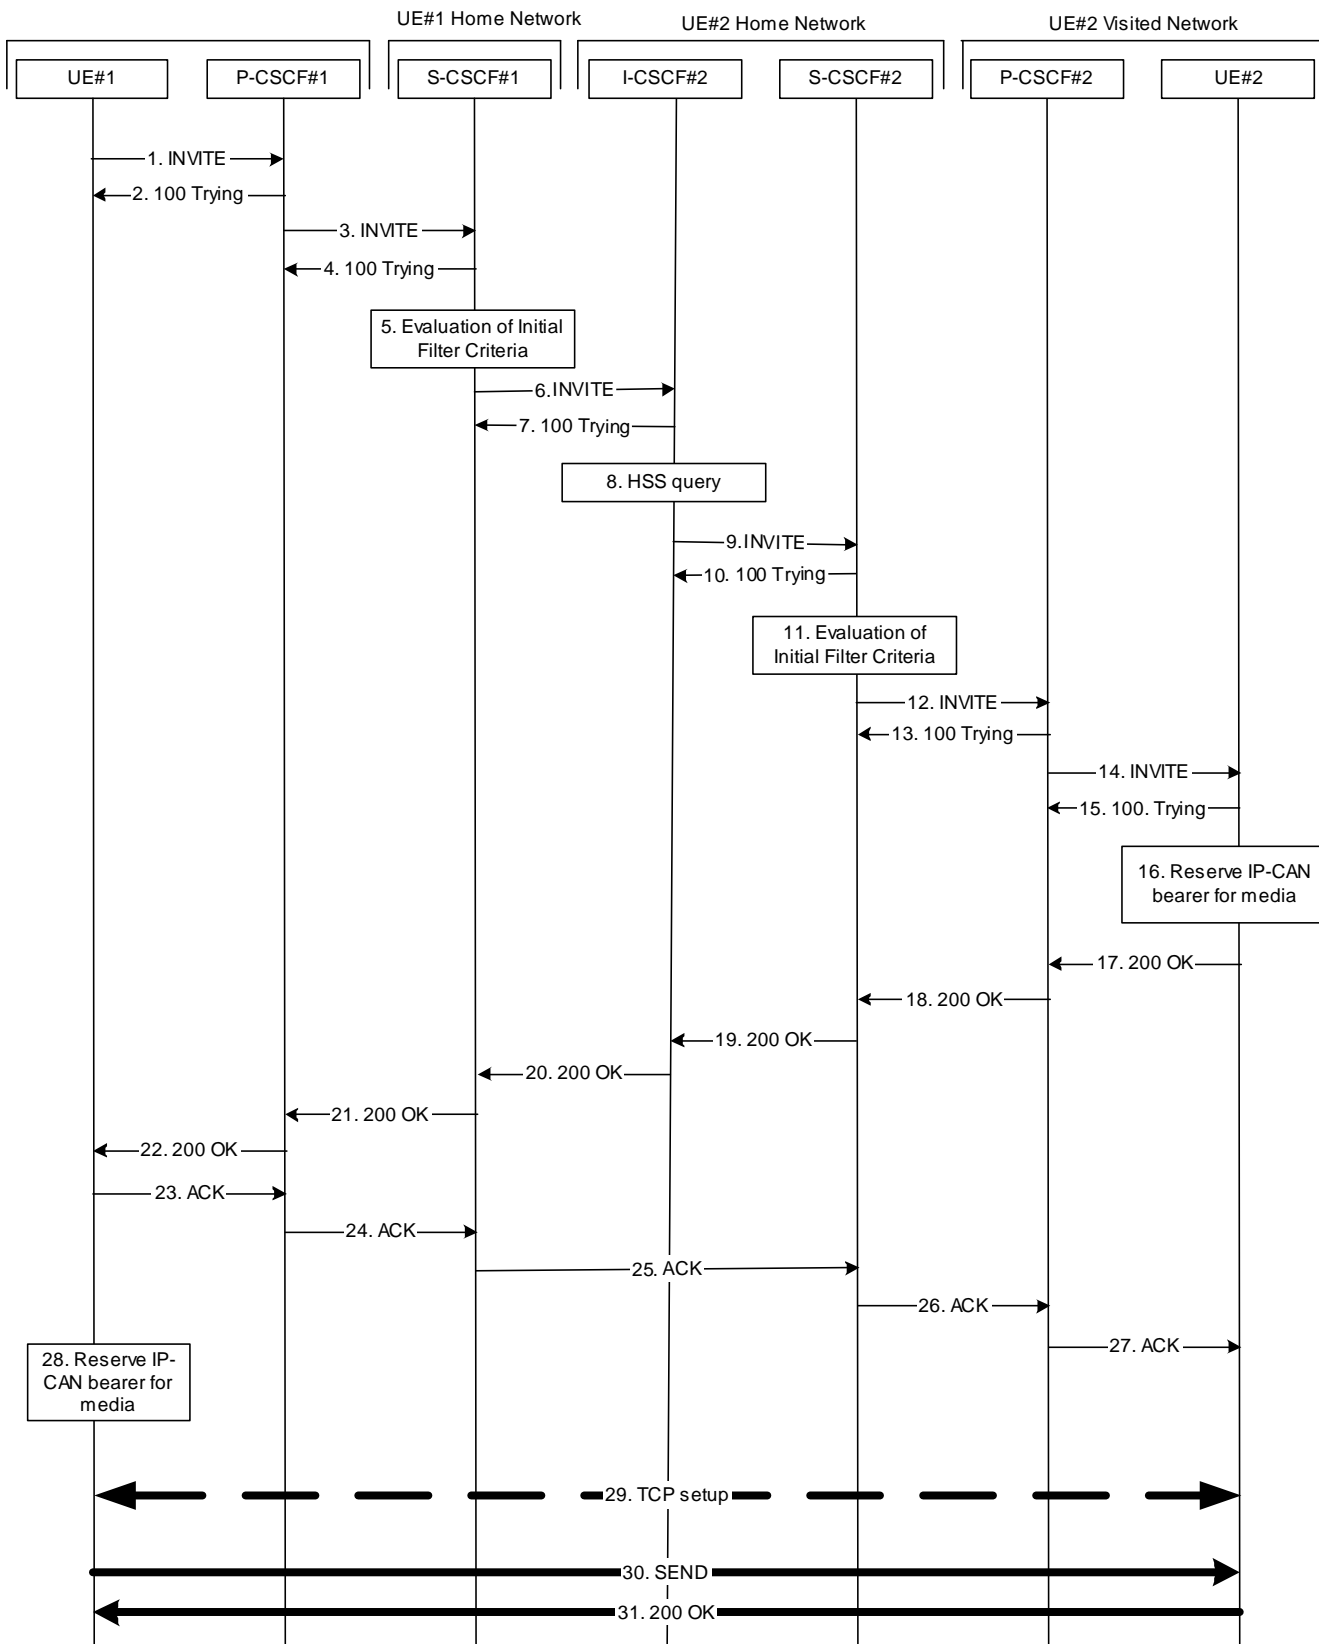 UE#1 Home Network
UE#2 Home Network
UE#2 Visited Network
UE#1
P-CSCF#1
S-CSCF#1
I-CSCF#2
S-CSCF#2
P-CSCF#2
UE#2
1. INVITE
2. 100 Trying
3. INVITE
4. 100 Trying
5. Evaluation of Initial
Filter Criteria
6.INVITE
7. 100 Trying
8. HSS query
9.INVITE
10. 100 Trying
11. Evaluation of
Initial Filter Criteria
12. INVITE
13. 100 Trying
14. INVITE
15. 100. Trying
16. Reserve IP-CAN
bearer for media
17. 200 OK
18. 200 OK
19. 200 OK
20. 200 OK
21. 200 OK
22. 200 OK
23. ACK
24. ACK
25. ACK
26. ACK
27. ACK
28. Reserve IP-
CAN bearer for
media
29. TCP setup
30. SEND
31. 200 OK